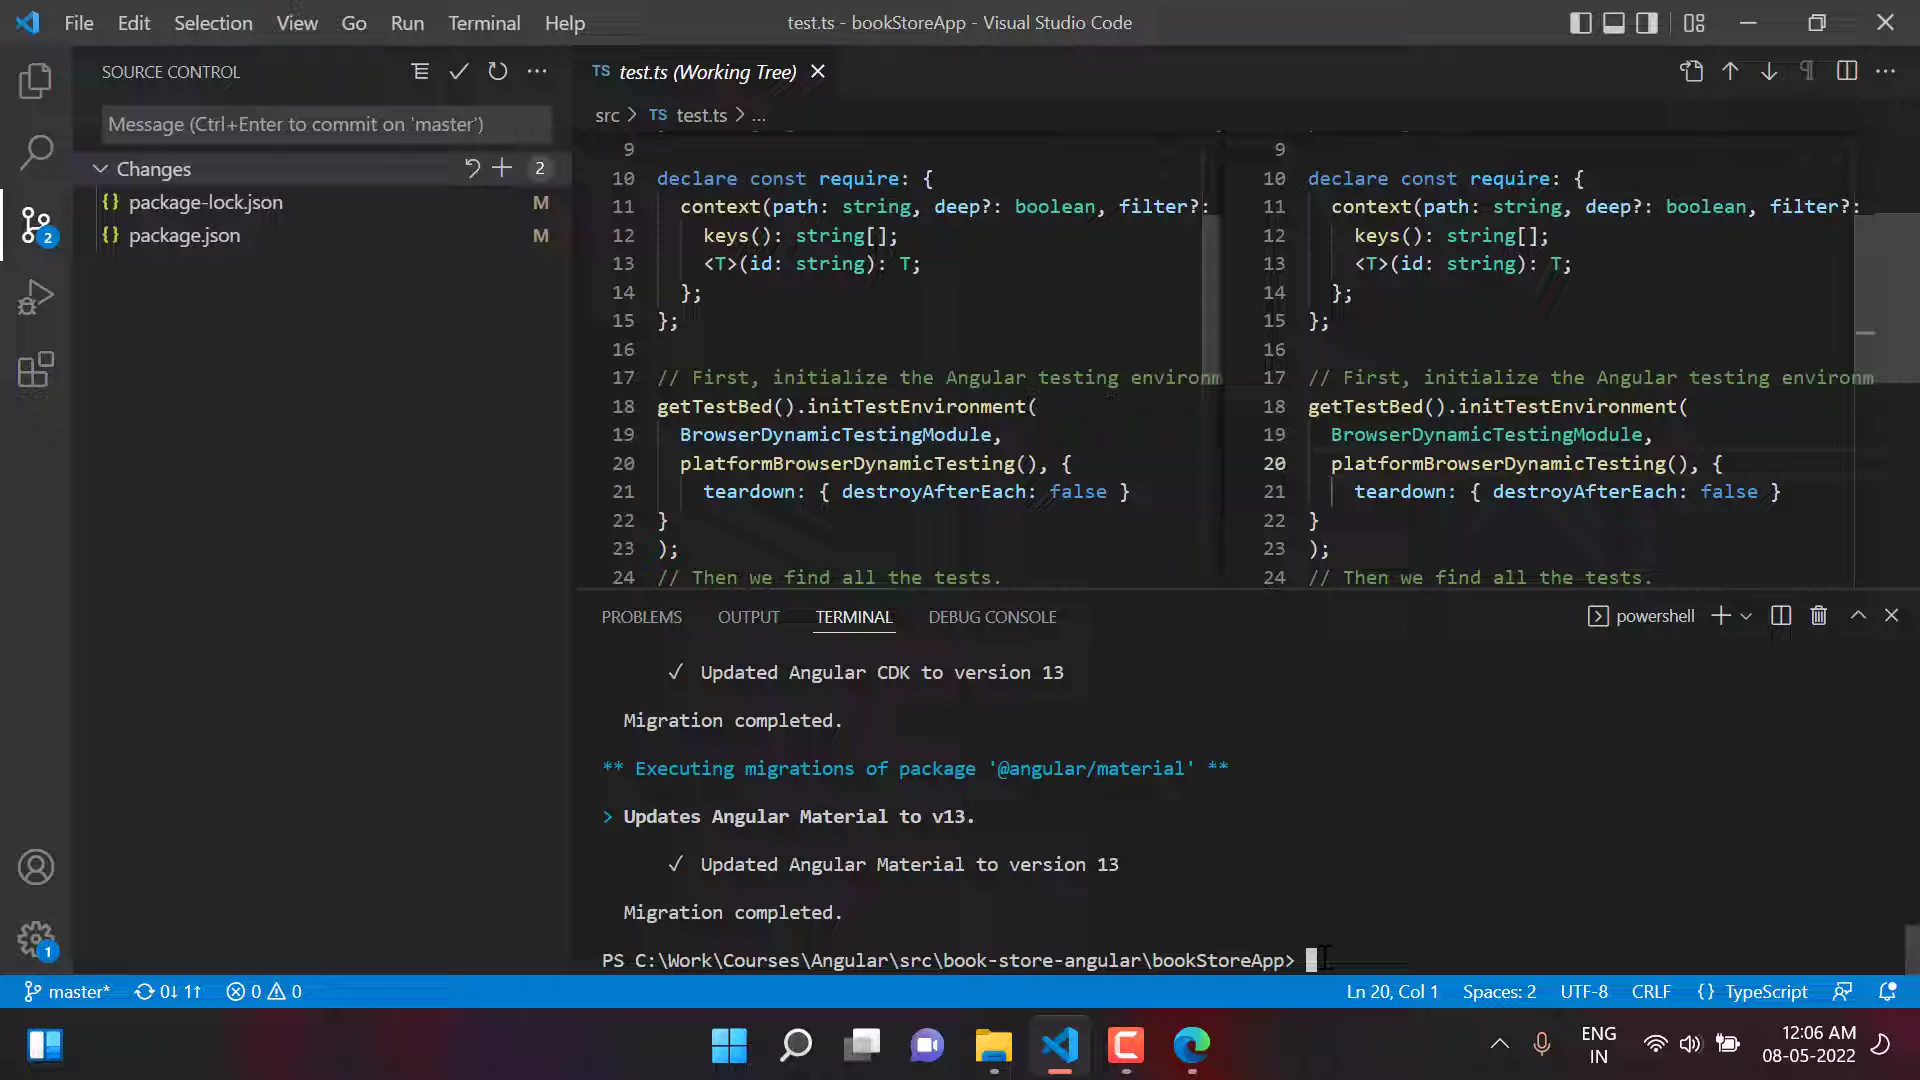 File Edit Selection View Go Run Terminal Help
test.ts - bookStoreApp - Visual Studio Code
SOURCE CONTROL
Message (Ctrl+Enter to commit on 'master')
Changes 2
{} package-lock.json M
{} package.json M
2
1
TS test.ts (Working Tree)
src > TS test.ts > ...
9
10 declare const require: {
11 context(path: string, deep?: boolean, filter?:
12 keys(): string[];
13 <T>(id: string): T;
14 };
15 };
16
17 // First, initialize the Angular testing environm
18 getTestBed().initTestEnvironment(
19 BrowserDynamicTestingModule,
20 platformBrowserDynamicTesting(), {
21 teardown: { destroyAfterEach: false }
22 }
23 );
24 // Then we find all the tests.
9
10 declare const require: {
11 context(path: string, deep?: boolean, filter?:
12 keys(): string[];
13 <T>(id: string): T;
14 };
15 };
16
17 // First, initialize the Angular testing environm
18 getTestBed().initTestEnvironment(
19 BrowserDynamicTestingModule,
20 platformBrowserDynamicTesting(), {
21 teardown: { destroyAfterEach: false }
22 }
23 );
24 // Then we find all the tests.
PROBLEMS OUTPUT TERMINAL DEBUG CONSOLE
powershell
✓ Updated Angular CDK to version 13
Migration completed.
** Executing migrations of package '@angular/material' **
> Updates Angular Material to v13.
✓ Updated Angular Material to version 13
Migration completed.
PS C:\Work\Courses\Angular\src\book-store-angular\bookStoreApp>
master* 0↓ 1↑ 0 0
Ln 20, Col 1 Spaces: 2 UTF-8 CRLF {} TypeScript
ENG
IN
12:06 AM
08-05-2022